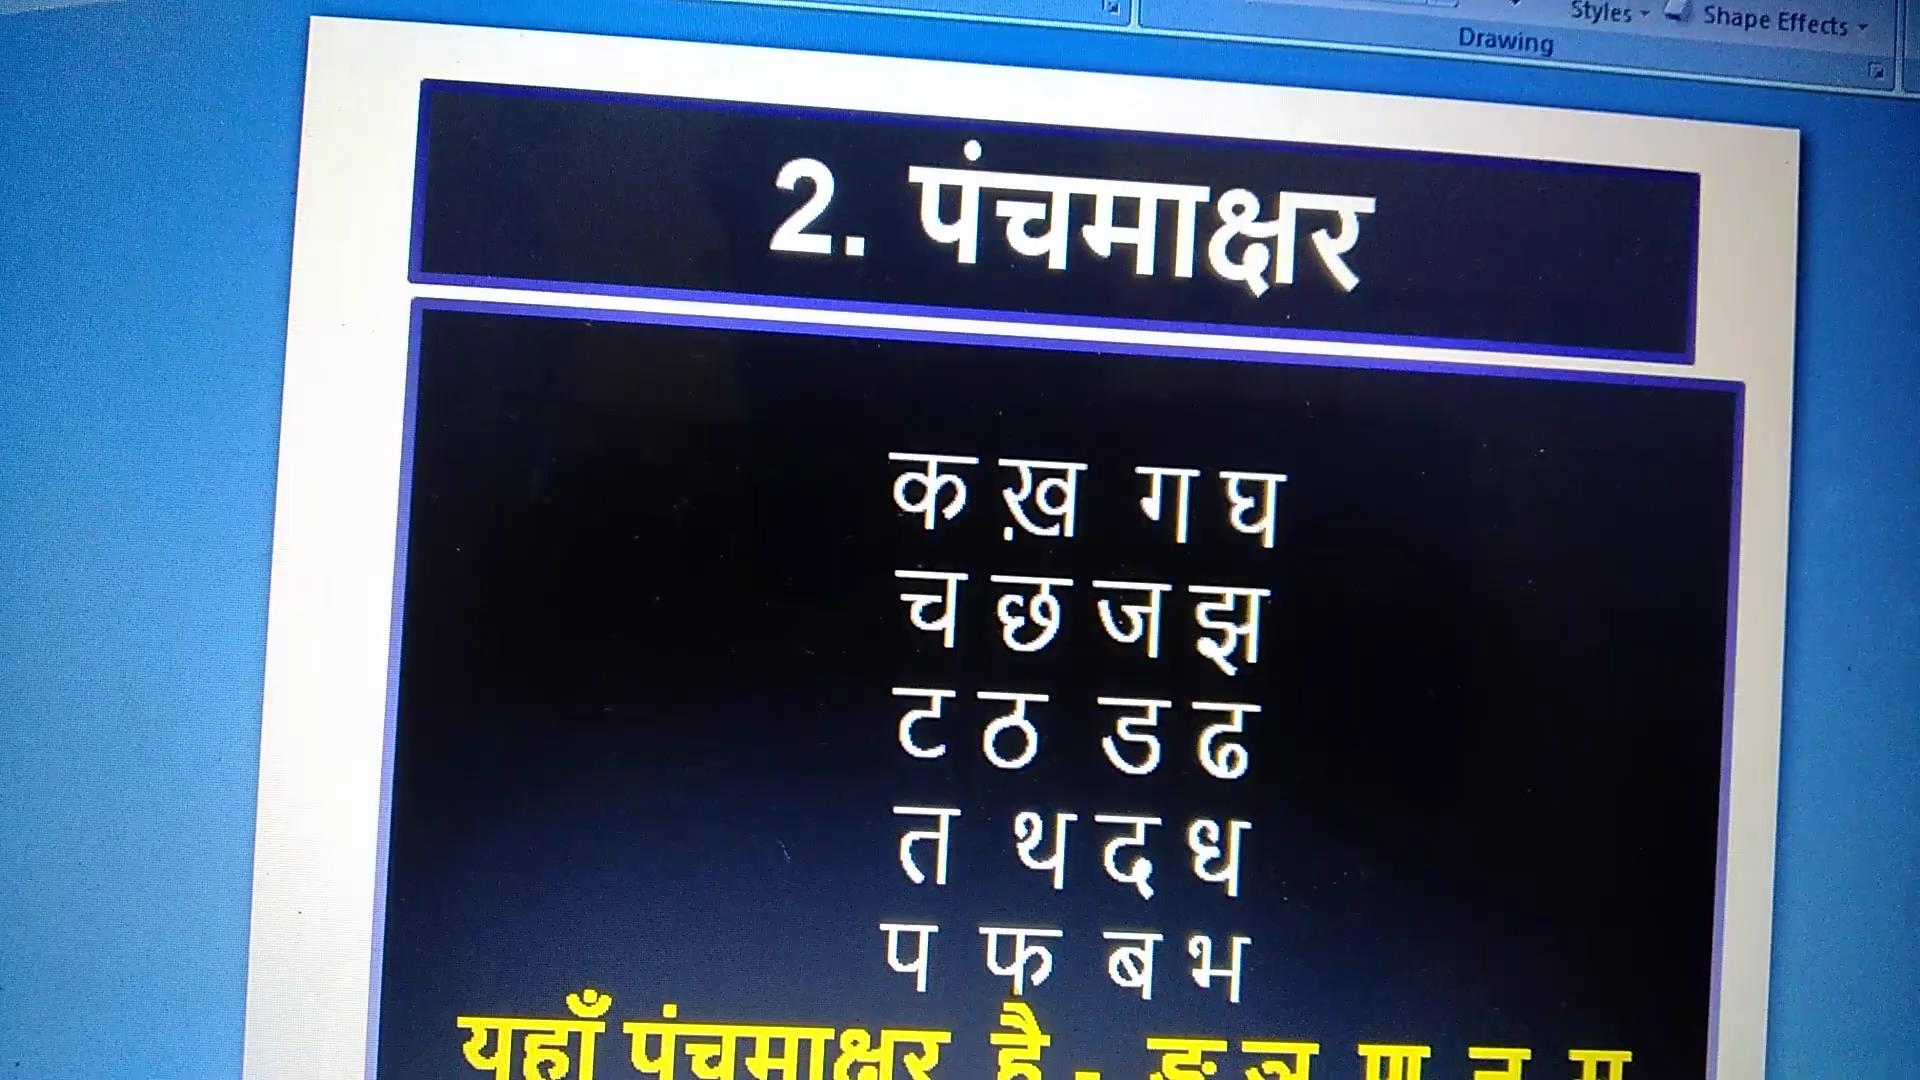 Styles Shape Effects
Drawing
2. पंचमाक्षर
क ख़ ग घ
च छ ज झ
ट ठ ड ढ
त थ द ध
प फ ब भ
यहाँ पंचमाक्षर है - ङ ञ ण न म